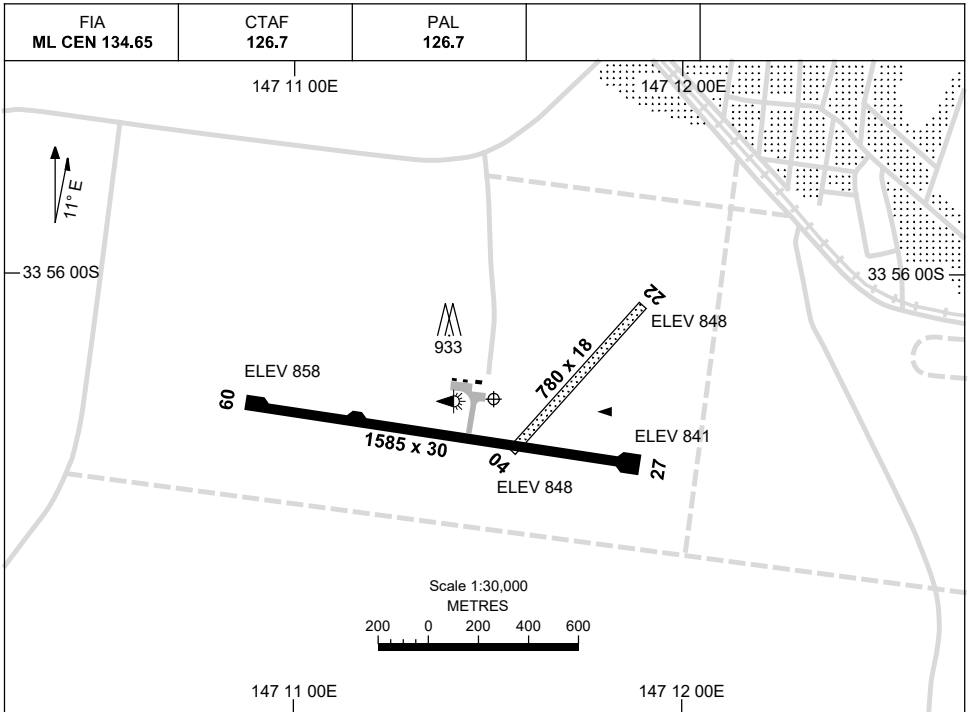 FIA
ML CEN 134.65
CTAF
126.7
PAL
126.7
147 11 00E
147 12 00E
11° E
33 56 00S
33 56 00S
22
ELEV 848
933
780 x 18
ELEV 858
09
ELEV 841
1585 x 30
04
27
ELEV 848
Scale 1:30,000
METRES
200 0 200 400 600
147 11 00E
147 12 00E